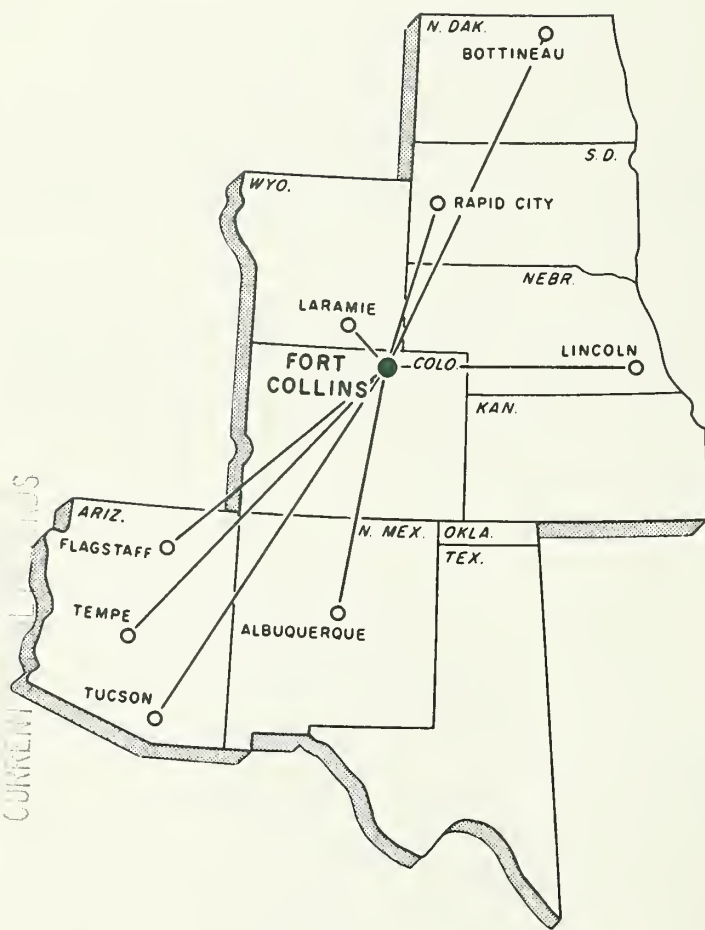 N. DAK.
BOTTINEAU
S. D.
WYO.
RAPID CITY
NEBR.
LARAMIE
FORT
COLLINS
COLO.
LINCOLN
KAN.
ARIZ.
FLAGSTAFF
N. MEX.
OKLA.
TEX.
TEMPE
ALBUQUERQUE
TUCSON
CURRENT